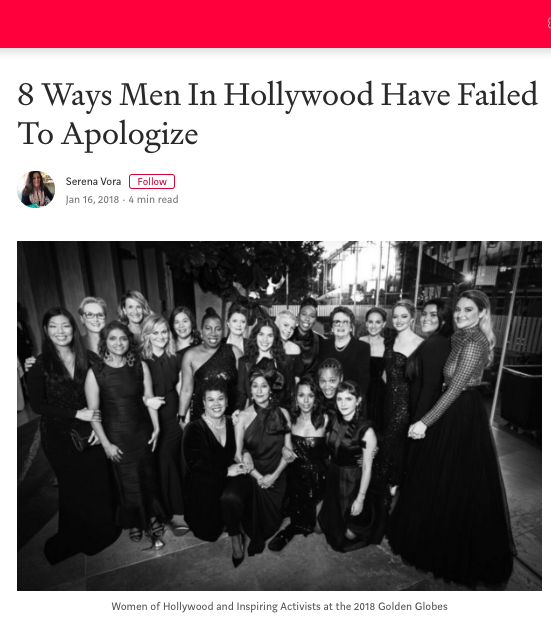 8 Ways Men In Hollywood Have Failed
To Apologize
Serena Vora Follow
Jan 16, 2018 · 4 min read
Women of Hollywood and Inspiring Activists at the 2018 Golden Globes